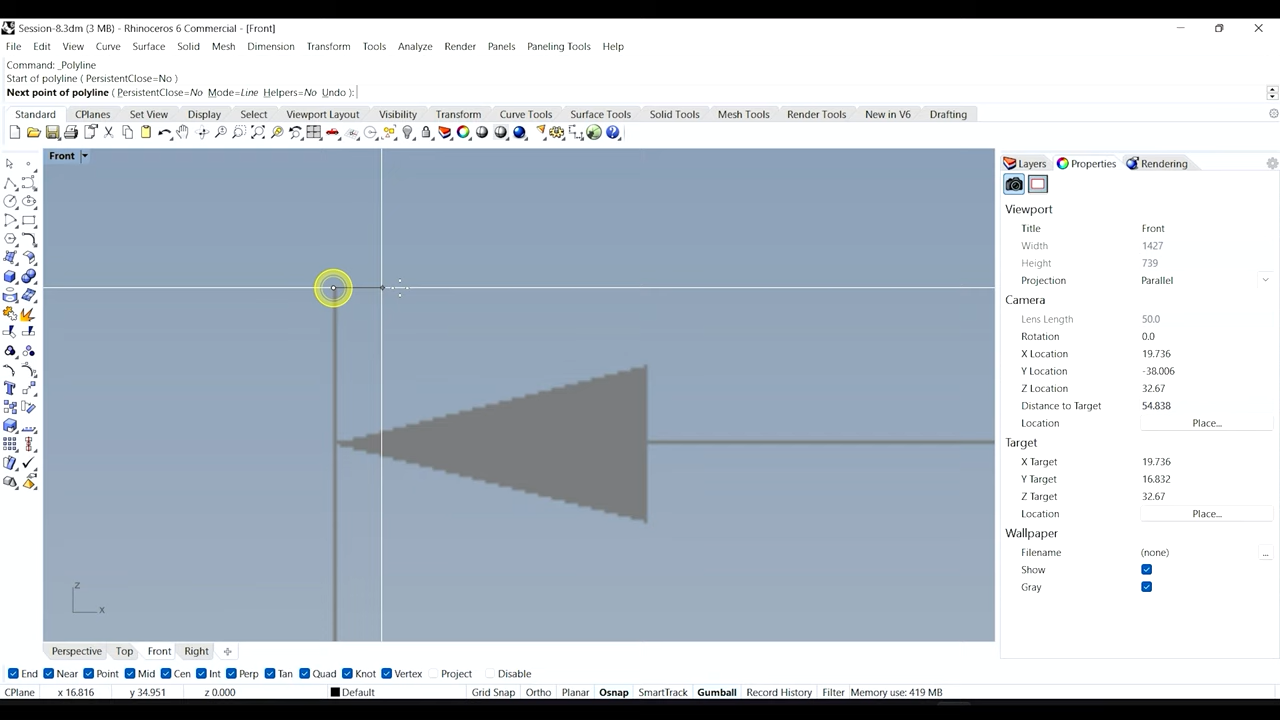 Session-8.3dm (3 MB) - Rhinoceros 6 Commercial - [Front]
File Edit View Curve Surface Solid Mesh Dimension Transform Tools Analyze Render Panels Paneling Tools Help
Command: _Polyline
Start of polyline ( PersistentClose=No )
Next point of polyline ( PersistentClose=No Mode=Line Helpers=No Undo ):
Standard CPlanes Set View Display Select Viewport Layout Visibility Transform Curve Tools Surface Tools Solid Tools Mesh Tools Render Tools New in V6 Drafting
Front
Layers Properties Rendering
Viewport
Title Front
Width 1427
Height 739
Projection Parallel
Camera
Lens Length 50.0
Rotation 0.0
X Location 19.736
Y Location -38.006
Z Location 32.67
Distance to Target 54.838
Location Place...
Target
X Target 19.736
Y Target 16.832
Z Target 32.67
Location Place...
Wallpaper
Filename (none) ...
Show
Gray
z
x
Perspective Top Front Right
End Near Point Mid Cen Int Perp Tan Quad Knot Vertex Project Disable
CPlane x 16.816 y 34.951 z 0.000 Default Grid Snap Ortho Planar Osnap SmartTrack Gumball Record History Filter Memory use: 419 MB